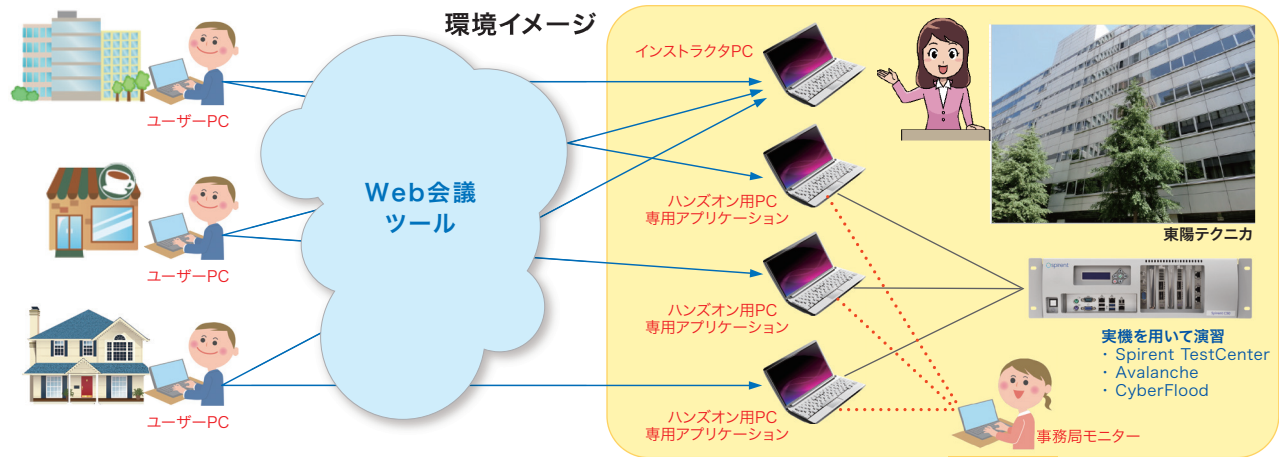 環境イメージ
インストラクタPC
ユーザーPC
Web会議
ツール
ハンズオン用PC
専用アプリケーション
東陽テクニカ
ユーザーPC
spirent
ハンズオン用PC
専用アプリケーション
実機を用いて演習
・ Spirent TestCenter
・ Avalanche
・ CyberFlood
ユーザーPC
ハンズオン用PC
専用アプリケーション
事務局モニター